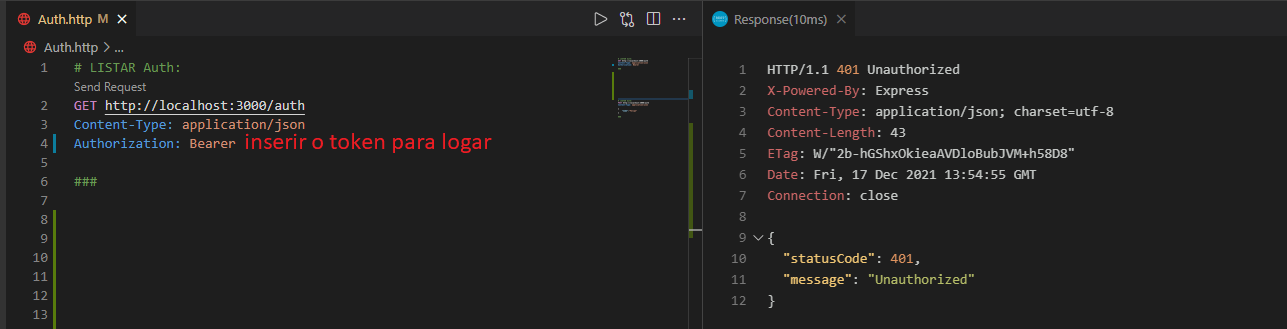 Auth.http M
Auth.http > ...
1 # LISTAR Auth:
Send Request
2 GET http://localhost:3000/auth
3 Content-Type: application/json
4 Authorization: Bearer inserir o token para logar
5
6 ###
7
8
9
10
11
12
13
Response(10ms)
1 HTTP/1.1 401 Unauthorized
2 X-Powered-By: Express
3 Content-Type: application/json; charset=utf-8
4 Content-Length: 43
5 ETag: W/"2b-hGShxOkieaAVDloBubJVM+h58D8"
6 Date: Fri, 17 Dec 2021 13:54:55 GMT
7 Connection: close
8
9 {
10 "statusCode": 401,
11 "message": "Unauthorized"
12 }